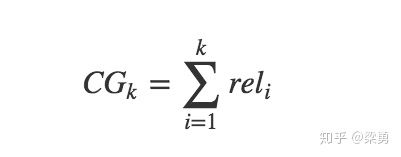 CG_k = \sum_{i=1}^{k} rel_i
知乎 @梁勇